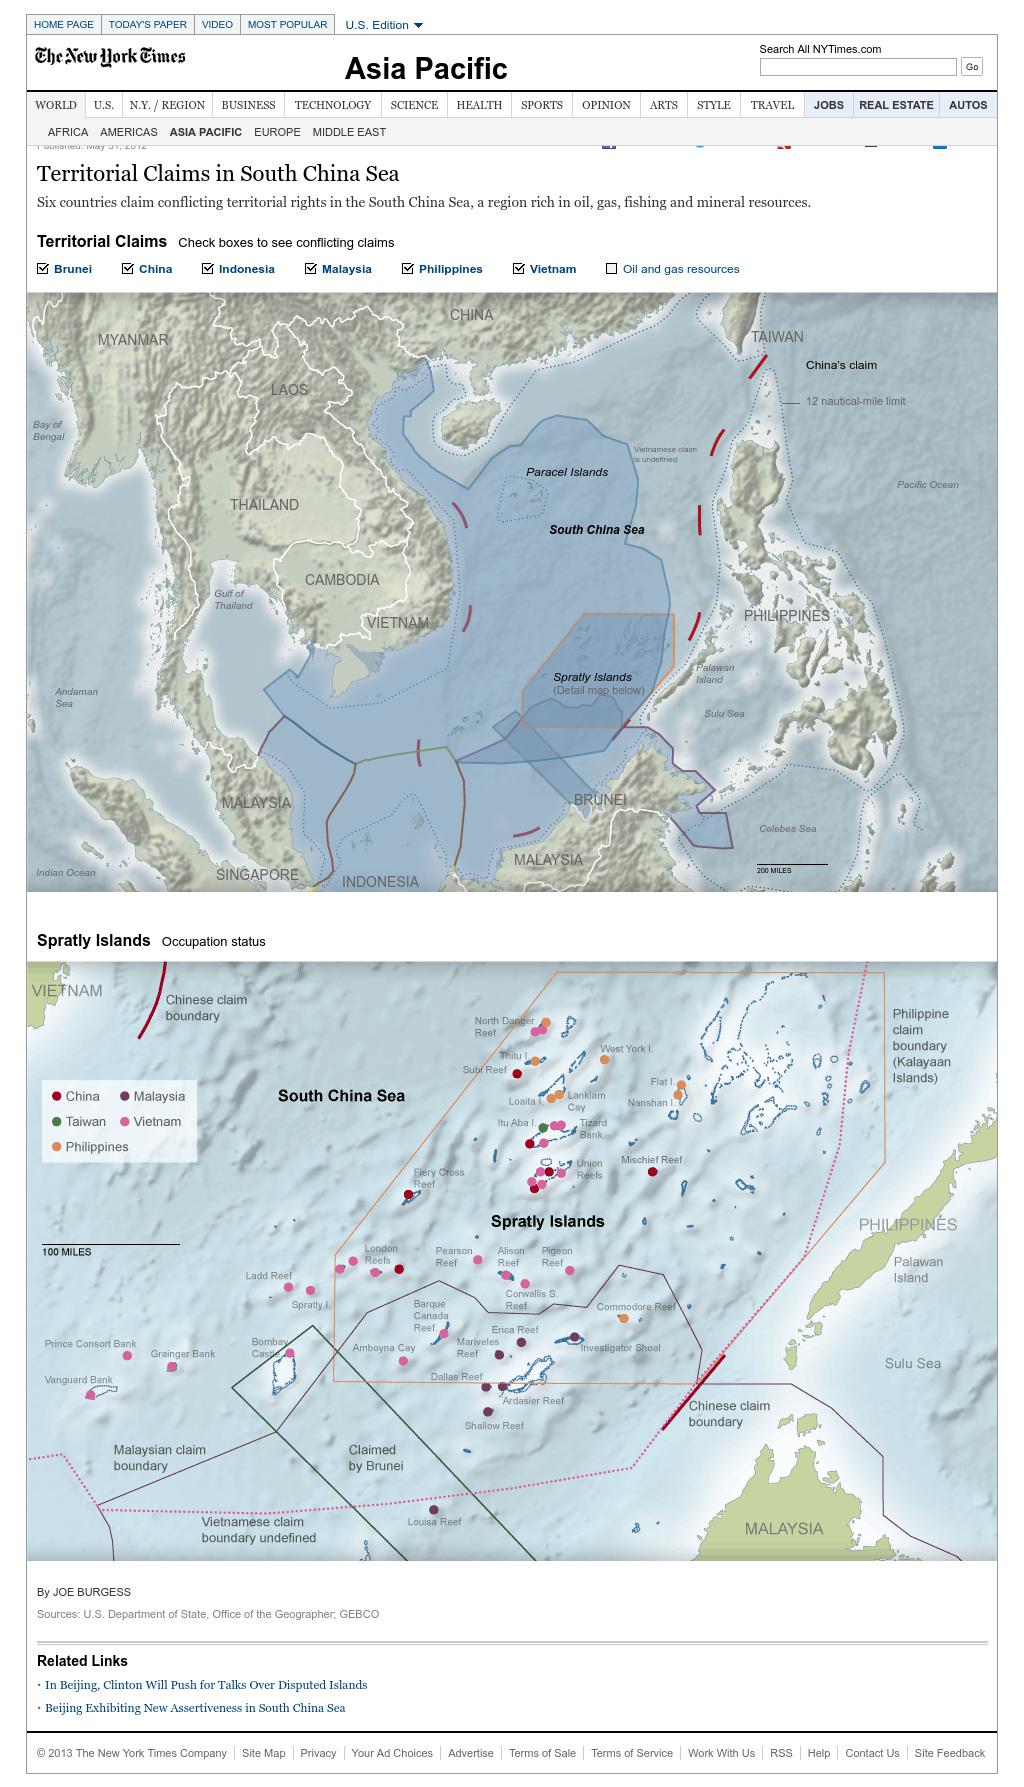 HOME PAGE TODAY'S PAPER VIDEO MOST POPULAR U.S. Edition
The New York Times
Asia Pacific
Search All NYTimes.com
Go
WORLD U.S. N.Y. / REGION BUSINESS TECHNOLOGY SCIENCE HEALTH SPORTS OPINION ARTS STYLE TRAVEL JOBS REAL ESTATE AUTOS
AFRICA AMERICAS ASIA PACIFIC EUROPE MIDDLE EAST
Published: May 31, 2012
Territorial Claims in South China Sea
Six countries claim conflicting territorial rights in the South China Sea, a region rich in oil, gas, fishing and mineral resources.
Territorial Claims Check boxes to see conflicting claims
Brunei China Indonesia Malaysia Philippines Vietnam Oil and gas resources
CHINA
MYANMAR
TAIWAN
China's claim
LAOS
12 nautical-mile limit
Bay of
Bengal
Vietnamese claim
is undefined
Paracel Islands
Pacific Ocean
THAILAND
South China Sea
CAMBODIA
Gulf of
Thailand
VIETNAM
PHILIPPINES
Palawan
Island
Spratly Islands
(Detail map below)
Andaman
Sea
Sulu Sea
MALAYSIA
BRUNEI
Celebes Sea
MALAYSIA
200 MILES
Indian Ocean
SINGAPORE
INDONESIA
Spratly Islands Occupation status
VIETNAM
Chinese claim
boundary
Philippine
claim
boundary
(Kalayaan
Islands)
North Danger
Reef
Thitu I.
West York I.
Subi Reef
Flat I.
Nanshan I.
Loaita I.
Lankiam
Cay
South China Sea
China Malaysia
Taiwan Vietnam
Philippines
Itu Aba I.
Tizard
Bank
Union
Reefs
Mischief Reef
Fiery Cross
Reef
Spratly Islands
PHILIPPINES
100 MILES
London
Reefs
Pearson
Reef
Alison
Reef
Pigeon
Reef
Palawan
Island
Ladd Reef
Spratly I.
Corwallis S.
Reef
Commodore Reef
Barque
Canada
Reef
Erica Reef
Mariveles
Reef
Investigator Shoal
Prince Consort Bank
Grainger Bank
Bombay
Castle
Amboyna Cay
Sulu Sea
Vanguard Bank
Dallas Reef
Ardasier Reef
Shallow Reef
Chinese claim
boundary
Malaysian claim
boundary
Claimed
by Brunei
Vietnamese claim
boundary undefined
Louisa Reef
MALAYSIA
By JOE BURGESS
Sources: U.S. Department of State, Office of the Geographer; GEBCO
Related Links
· In Beijing, Clinton Will Push for Talks Over Disputed Islands
· Beijing Exhibiting New Assertiveness in South China Sea
© 2013 The New York Times Company Site Map Privacy Your Ad Choices Advertise Terms of Sale Terms of Service Work With Us RSS Help Contact Us Site Feedback